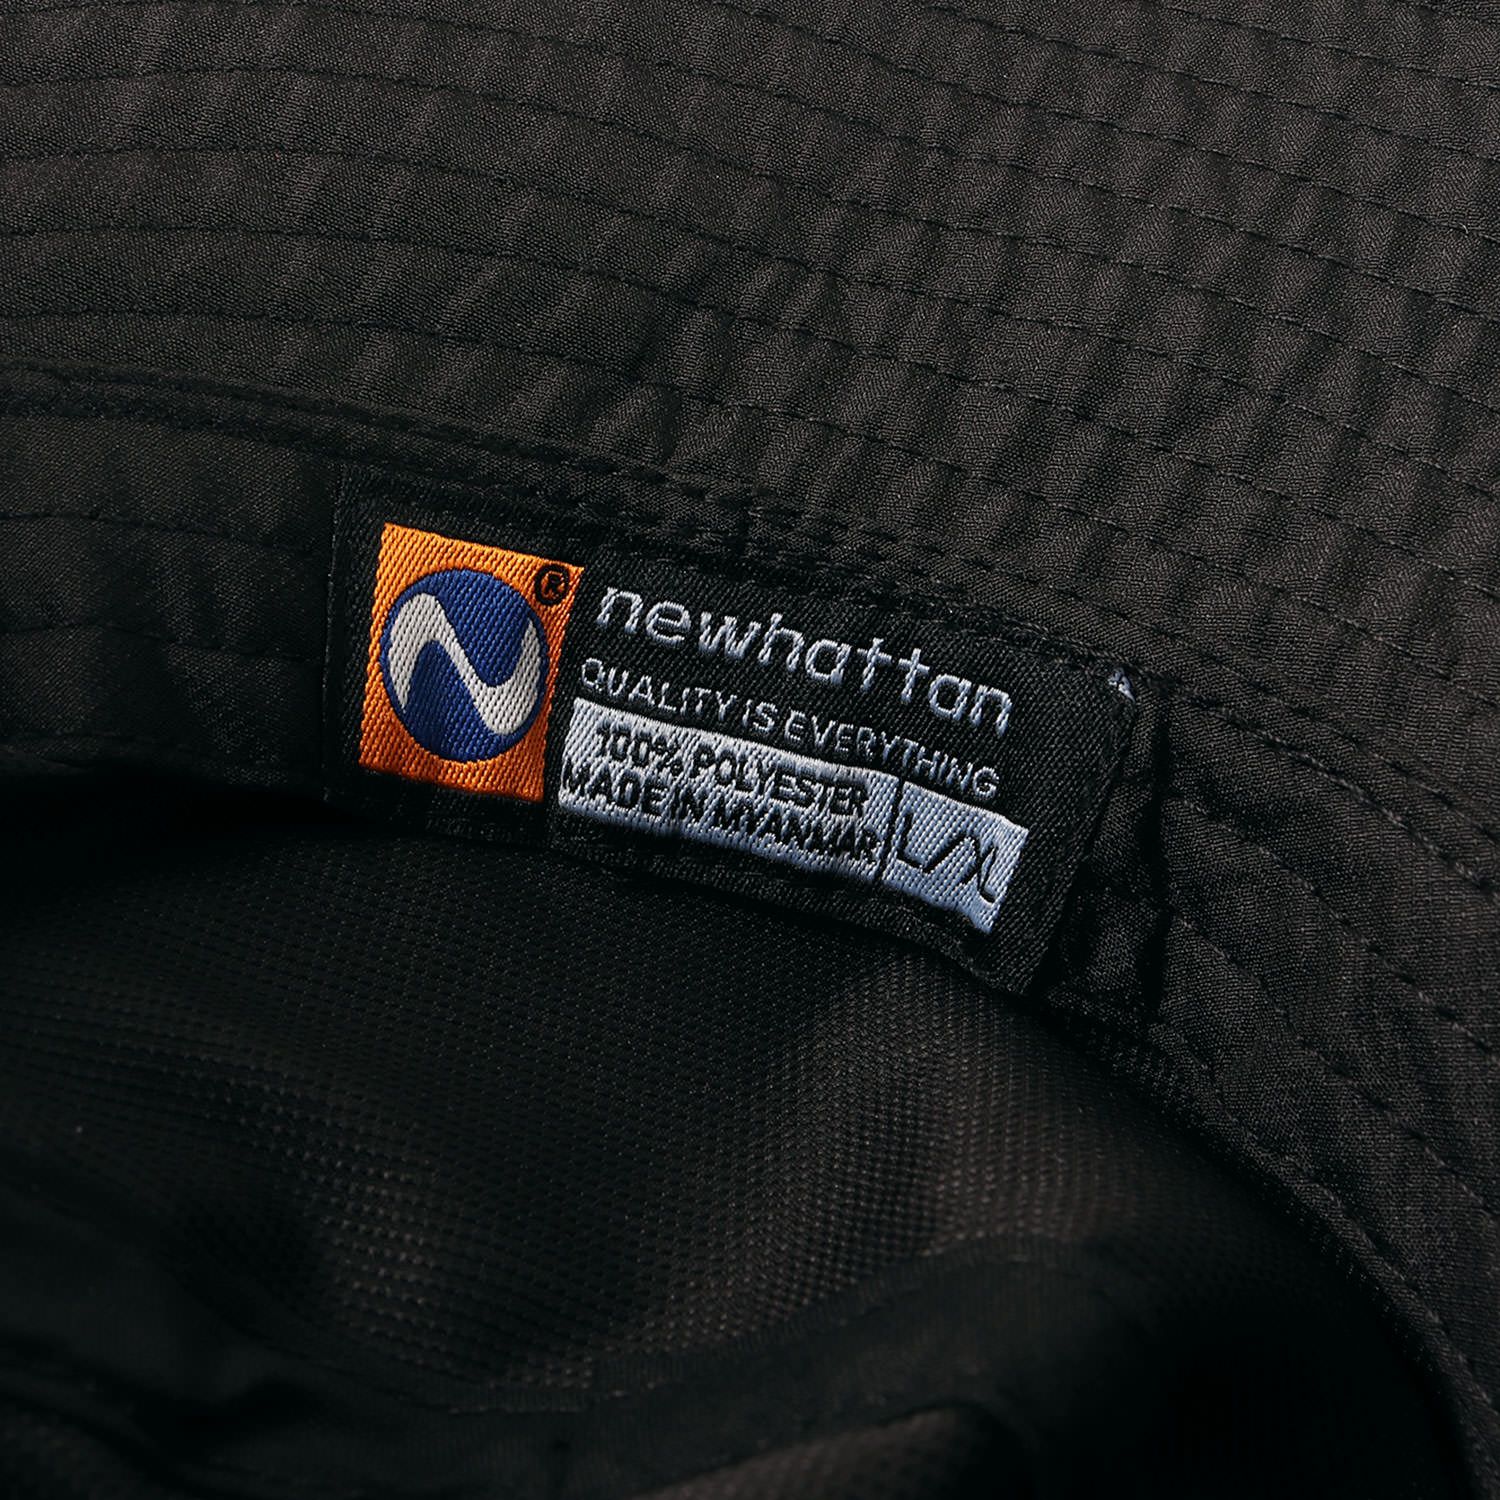 ®
newhattan
QUALITY IS EVERYTHING
100% POLYESTER
MADE IN MYANMAR
L/XL